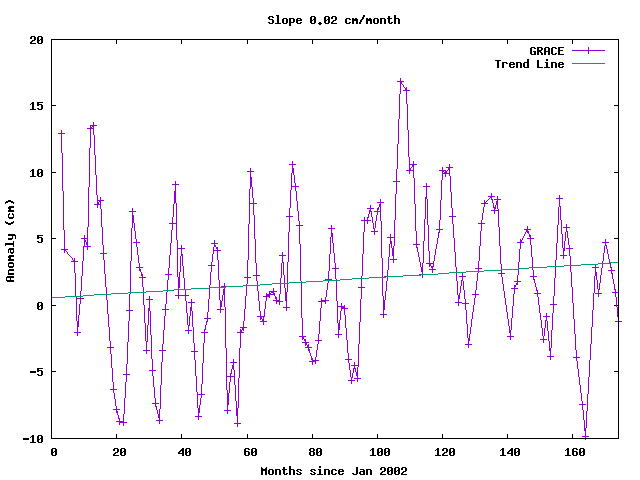 Slope 0.02 cm/month
GRACE
Trend Line
20
15
10
5
0
-5
-10
Anomaly (cm)
0 20 40 60 80 100 120 140 160
Months since Jan 2002